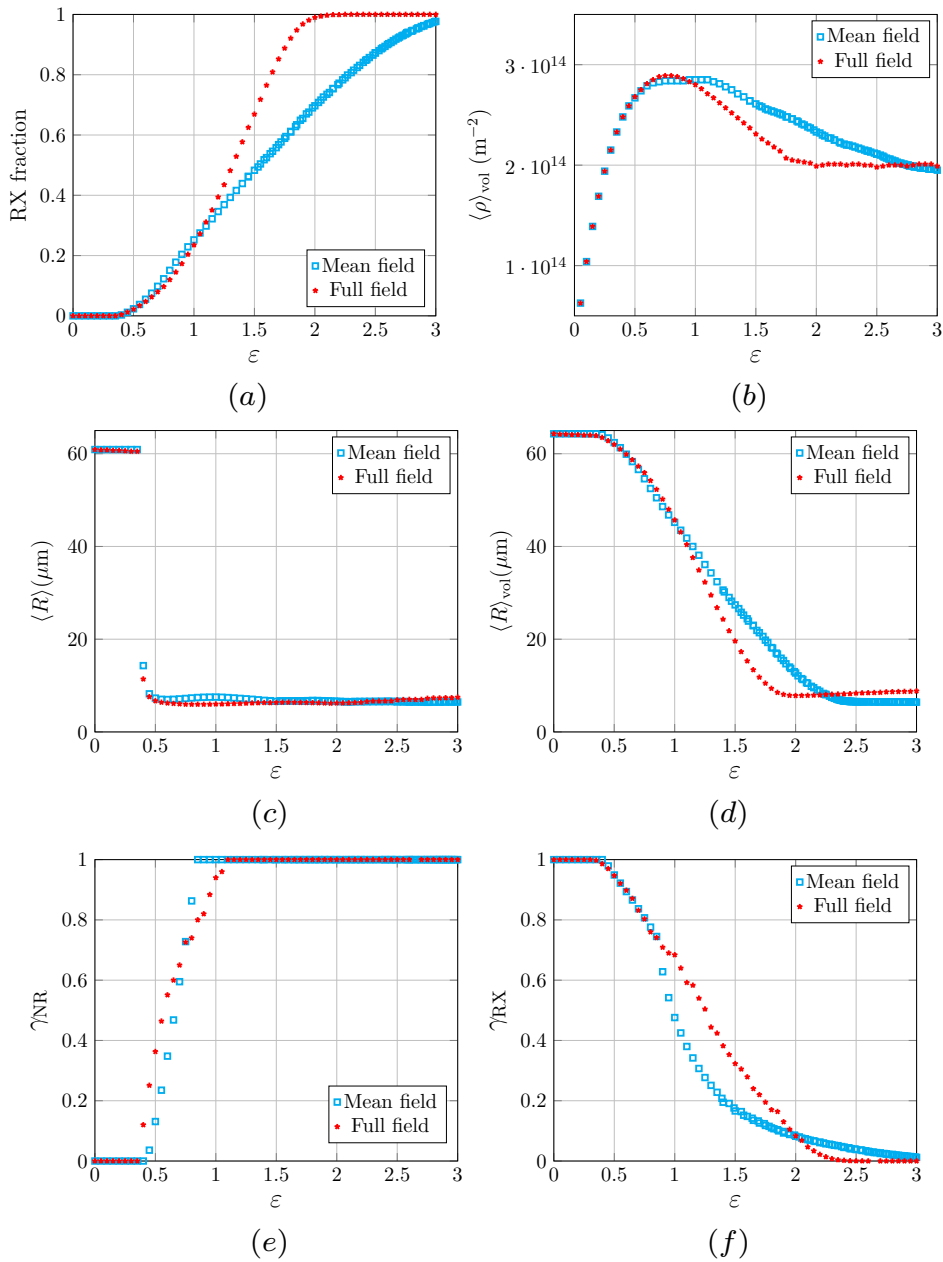 1
0.8
0.6
0.4
0.2
0
RX fraction
Mean field
Full field
0 0.5 1 1.5 2 2.5 3
ε
(a)
3 · 10^14
2 · 10^14
1 · 10^14
⟨ρ⟩vol (m−2)
Mean field
Full field
0 0.5 1 1.5 2 2.5 3
ε
(b)
60
40
20
0
⟨R⟩(μm)
Mean field
Full field
0 0.5 1 1.5 2 2.5 3
ε
(c)
60
40
20
0
⟨R⟩vol(μm)
Mean field
Full field
0 0.5 1 1.5 2 2.5 3
ε
(d)
1
0.8
0.6
0.4
0.2
0
γNR
Mean field
Full field
0 0.5 1 1.5 2 2.5 3
ε
(e)
1
0.8
0.6
0.4
0.2
0
γRX
Mean field
Full field
0 0.5 1 1.5 2 2.5 3
ε
(f)